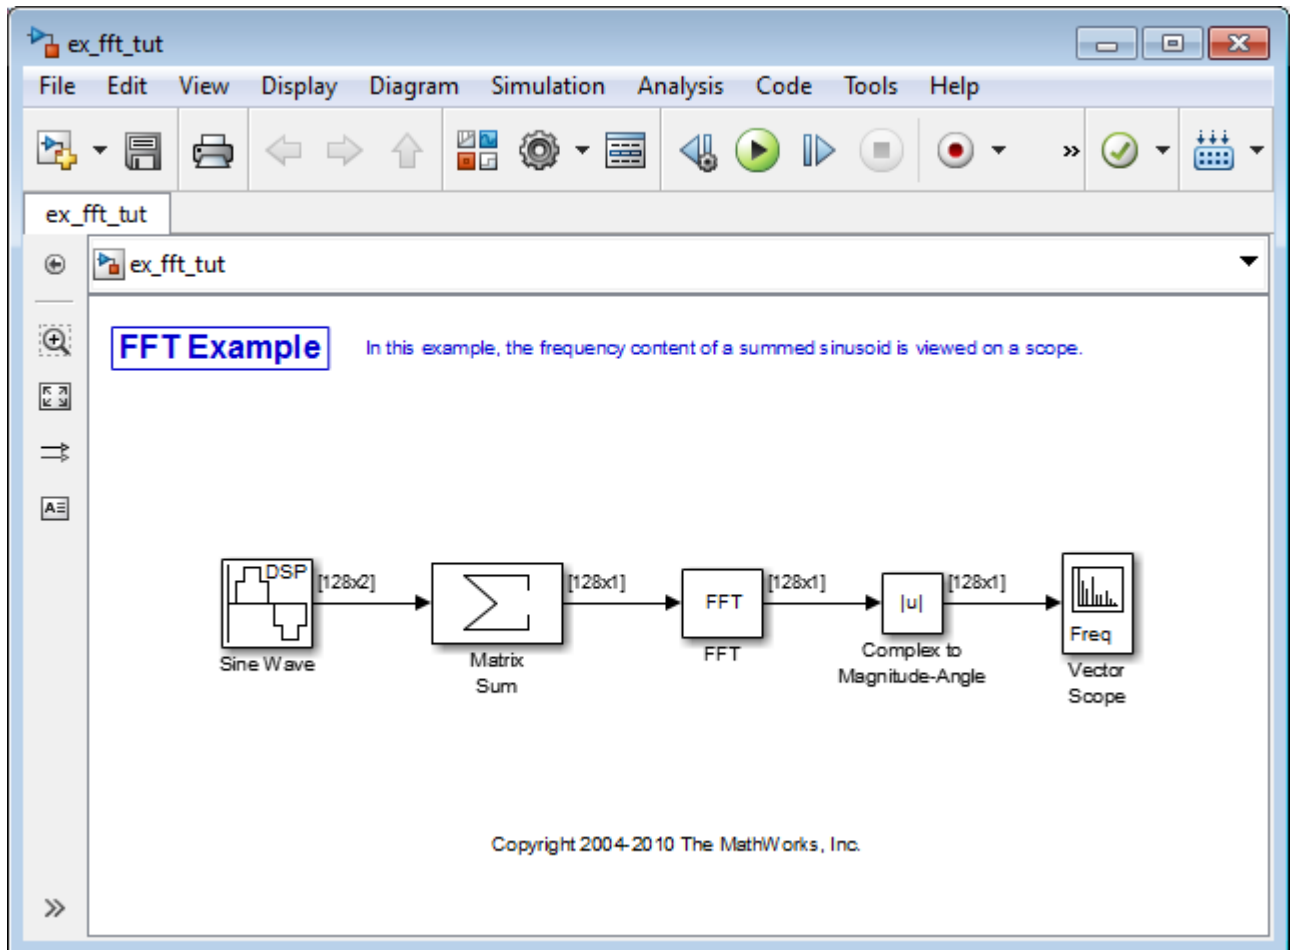 ex_fft_tut
File Edit View Display Diagram Simulation Analysis Code Tools Help
ex_fft_tut
ex_fft_tut
FFT Example
In this example, the frequency content of a summed sinusoid is viewed on a scope.
DSP
[128x2]
[128x1]
[128x1]
[128x1]
FFT
|u|
Freq
Sine Wave
Matrix
Sum
FFT
Complex to
Magnitude-Angle
Vector
Scope
Copyright 2004-2010 The MathWorks, Inc.